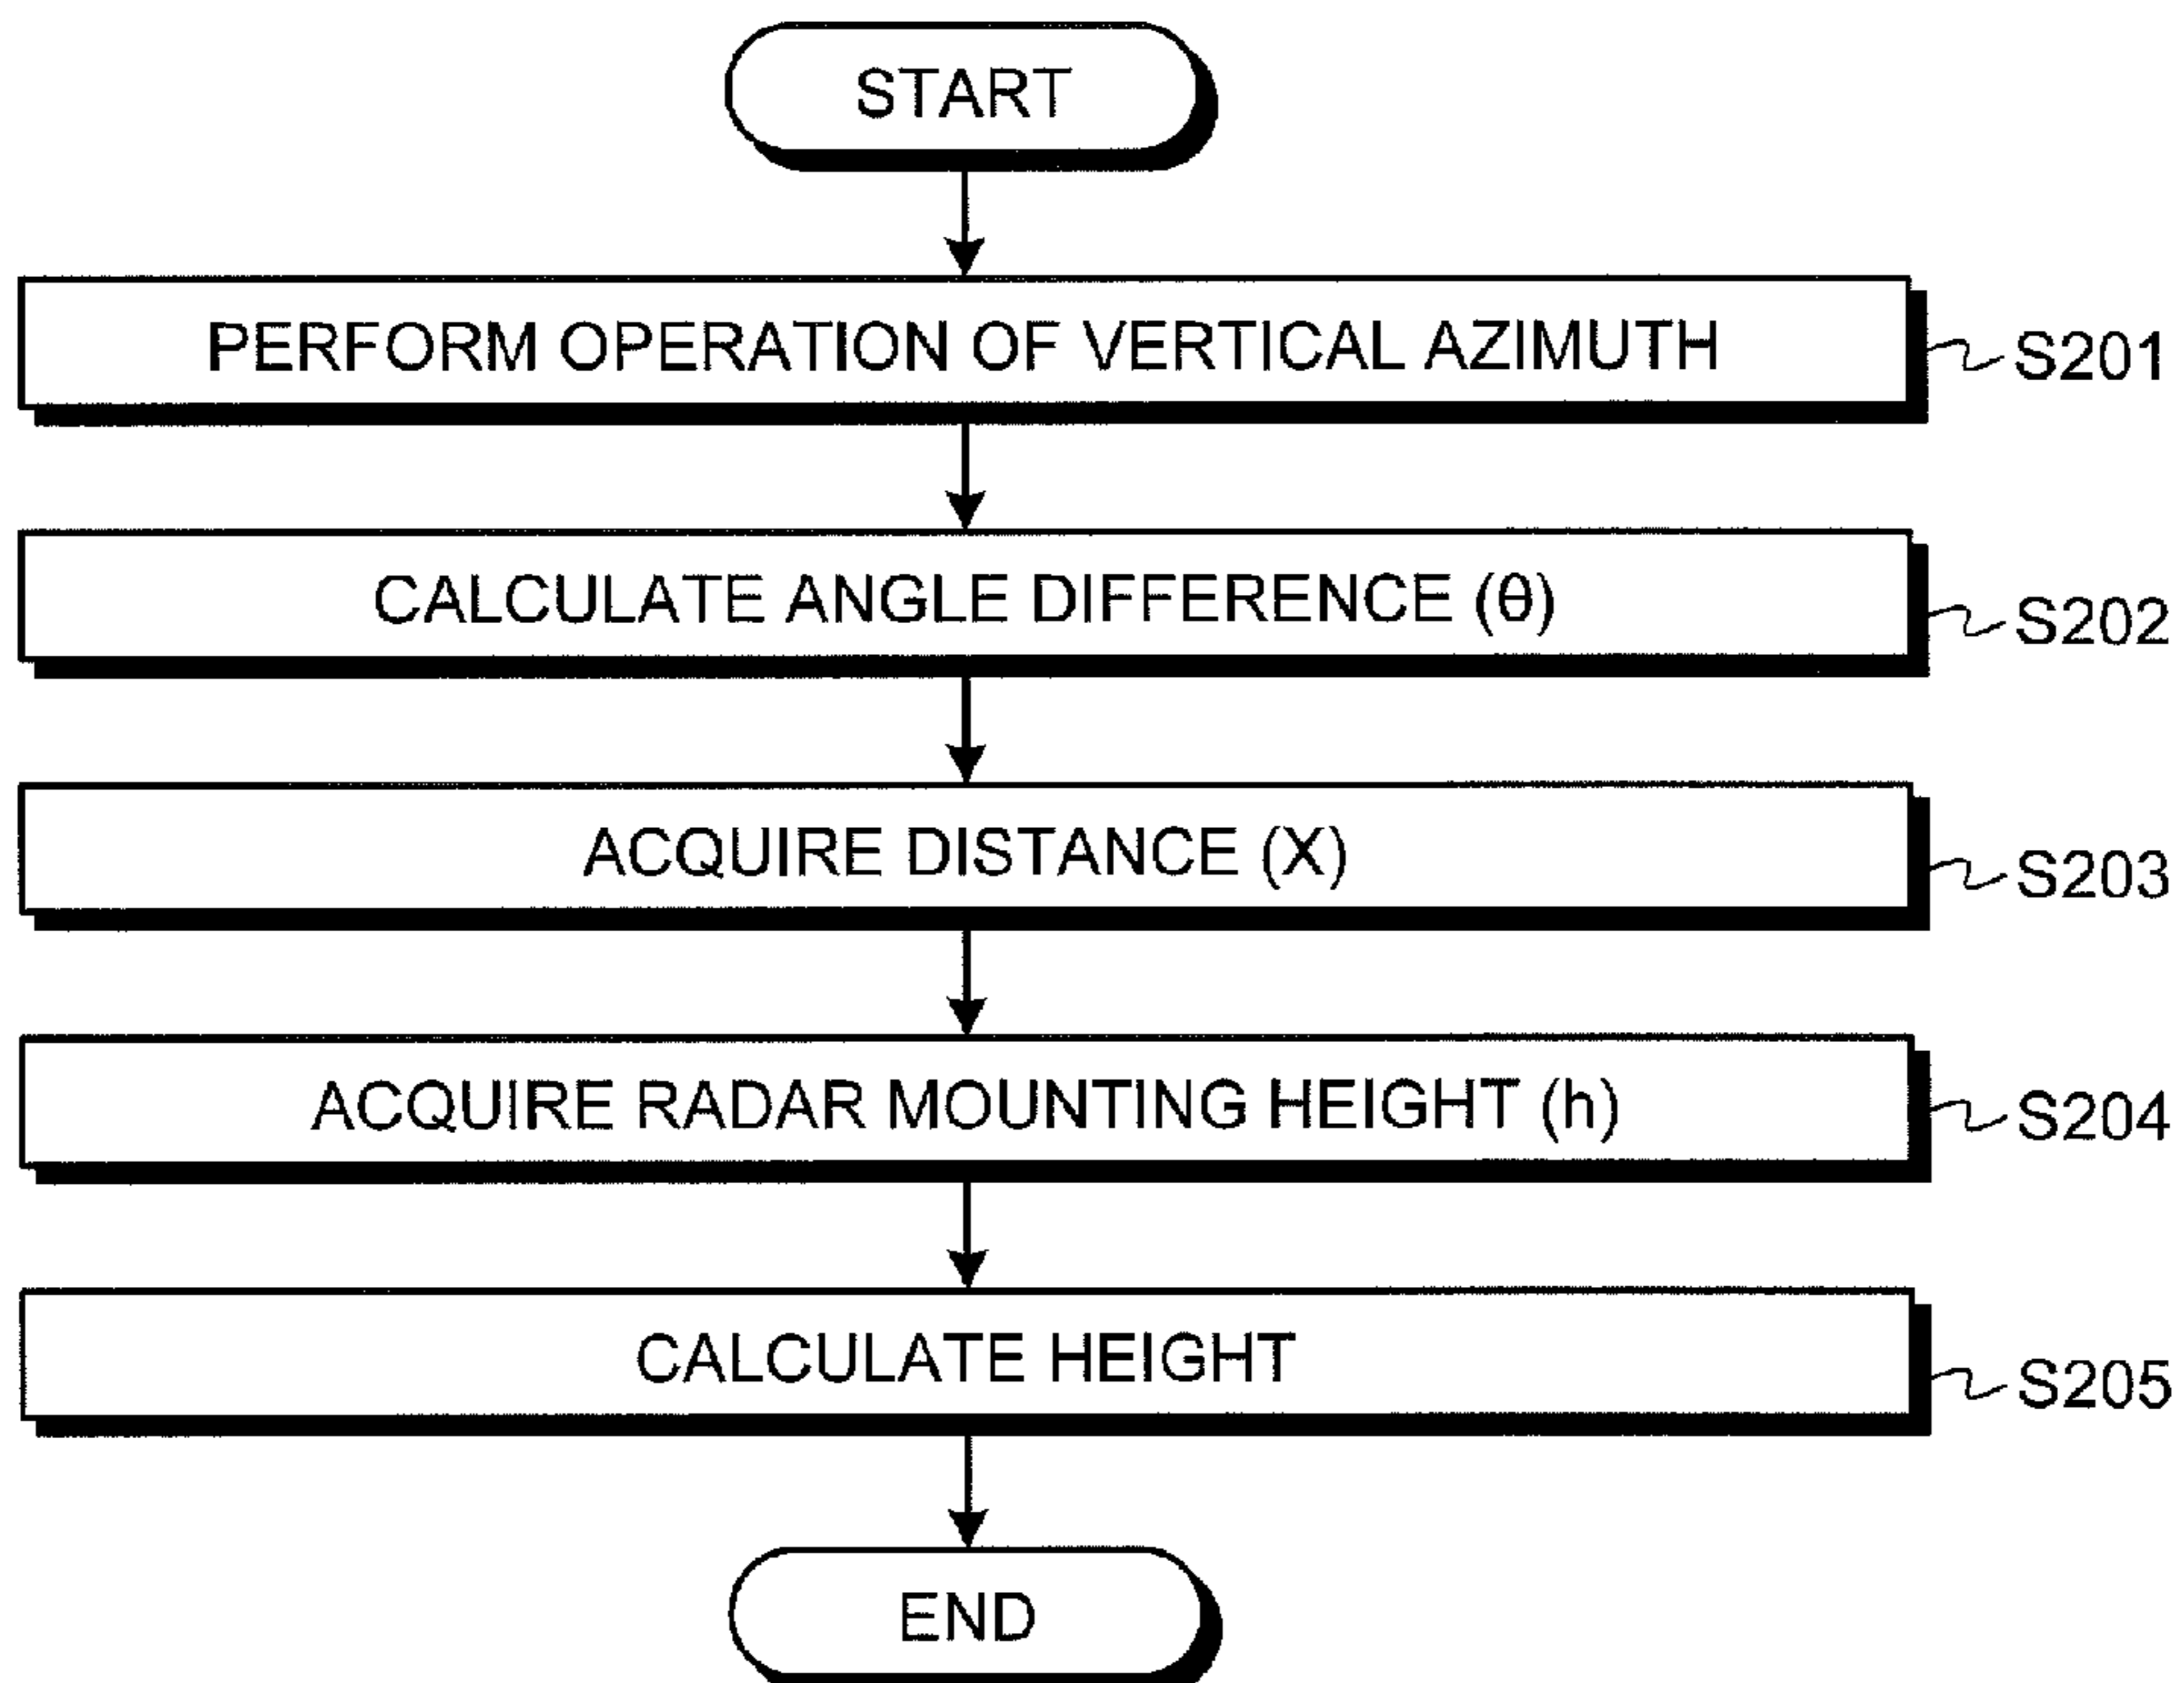 START
PERFORM OPERATION OF VERTICAL AZIMUTH
S201
CALCULATE ANGLE DIFFERENCE (θ)
S202
ACQUIRE DISTANCE (X)
S203
ACQUIRE RADAR MOUNTING HEIGHT (h)
S204
CALCULATE HEIGHT
S205
END